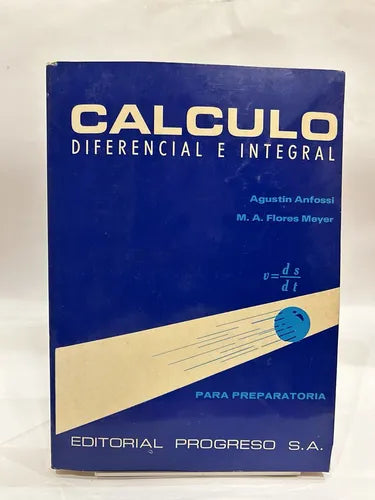 CALCULO
DIFERENCIAL E INTEGRAL
Agustín Anfossi
M. A. Flores Meyer
v = ds/dt
PARA PREPARATORIA
EDITORIAL PROGRESO S.A.